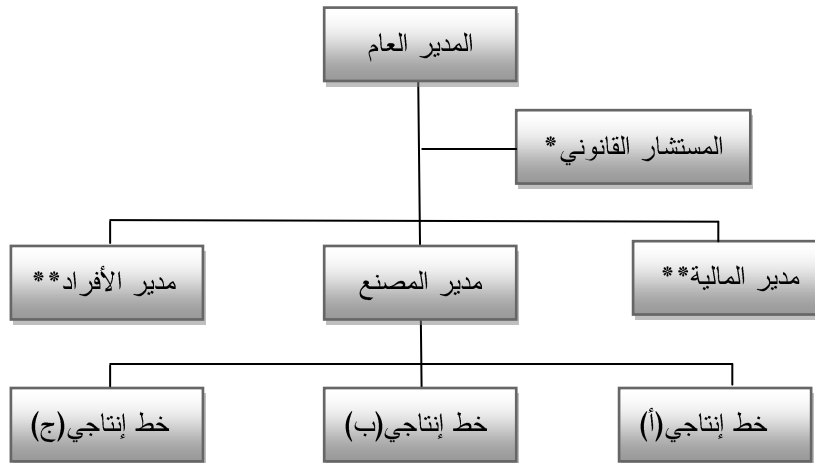 المدير العام
المستشار القانوني*
مدير المالية**
مدير المصنع
مدير الأفراد**
خط إنتاجي(أ)
خط إنتاجي(ب)
خط إنتاجي(ج)